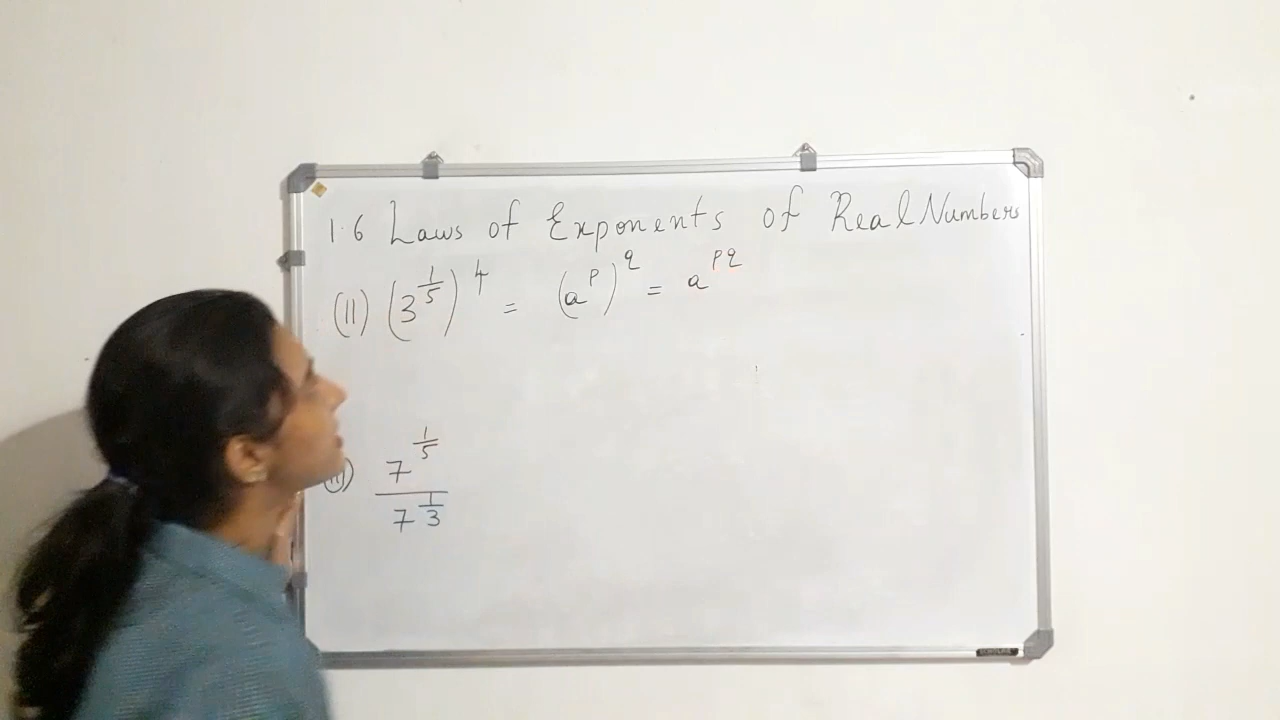 1.6 Laws of Exponents of Real Numbers
(II) (3^(1/5))^4 = (a^p)^q = a^pq
7^(1/5)
7^(1/3)